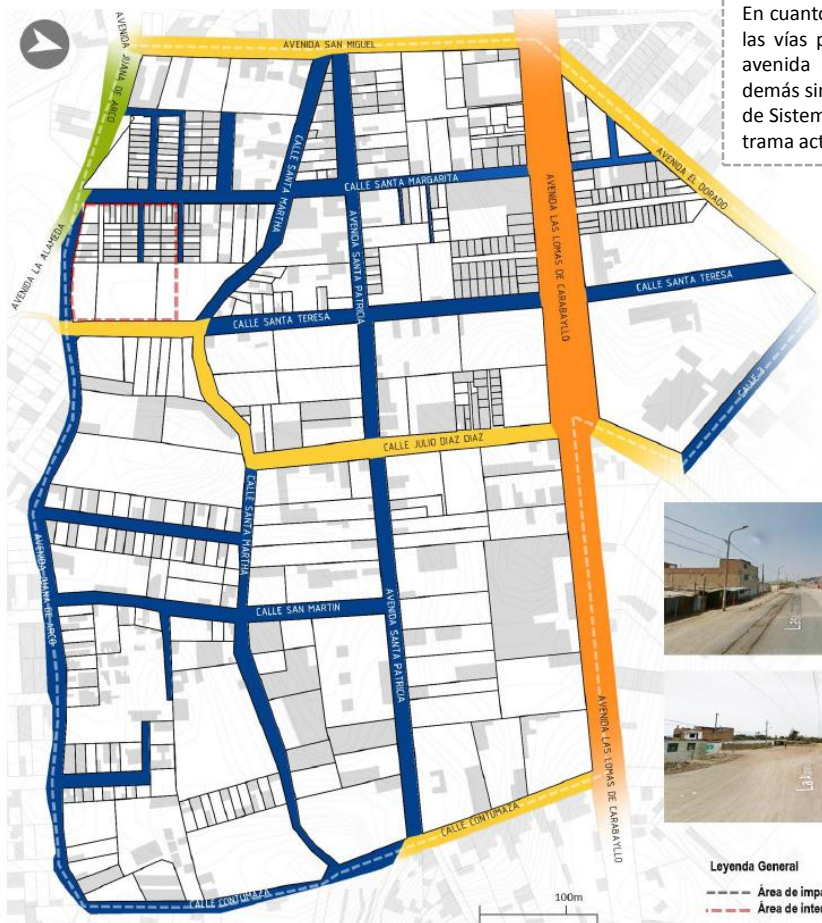 En cuanto
las vías p
avenida
demás sin
de Sistem
trama act
AVENIDA JUANA DE ARCO
AVENIDA SAN MIGUEL
AVENIDA EL DORADO
CALLE SANTA MARTHA
CALLE SANTA MARGARITA
AVENIDA LAS LOMAS DE CARABAYLLO
AVENIDA LA ALAMEDA
AVENIDA SANTA PATRICIA
CALLE SANTA TERESA
CALLE SANTA TERESA
CALLE 3
CALLE JULIO DIAZ DIAZ
CALLE SANTA MARTHA
AVENIDA JUANA DE ARCO
CALLE SAN MARTIN
AVENIDA SANTA PATRICIA
AVENIDA LAS LOMAS DE CARABAYLLO
CALLE CONTUMAZA
CALLE CONTUMAZA
100m
Leyenda General
Área de impa
Área de inter